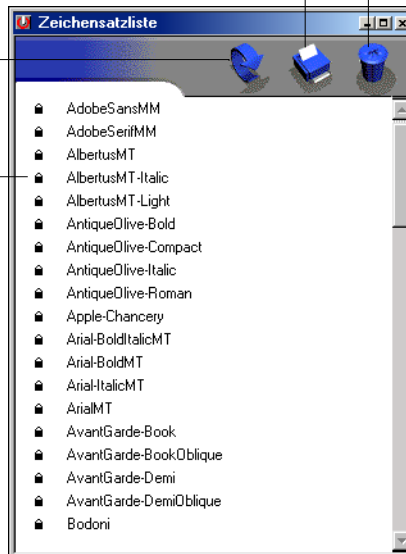 Zeichensatzliste
AdobeSansMM
AdobeSerifMM
AlbertusMT
AlbertusMT-Italic
AlbertusMT-Light
AntiqueOlive-Bold
AntiqueOlive-Compact
AntiqueOlive-Italic
AntiqueOlive-Roman
Apple-Chancery
Arial-BoldItalicMT
Arial-BoldMT
Arial-ItalicMT
ArialMT
AvantGarde-Book
AvantGarde-BookOblique
AvantGarde-Demi
AvantGarde-DemiOblique
Bodoni